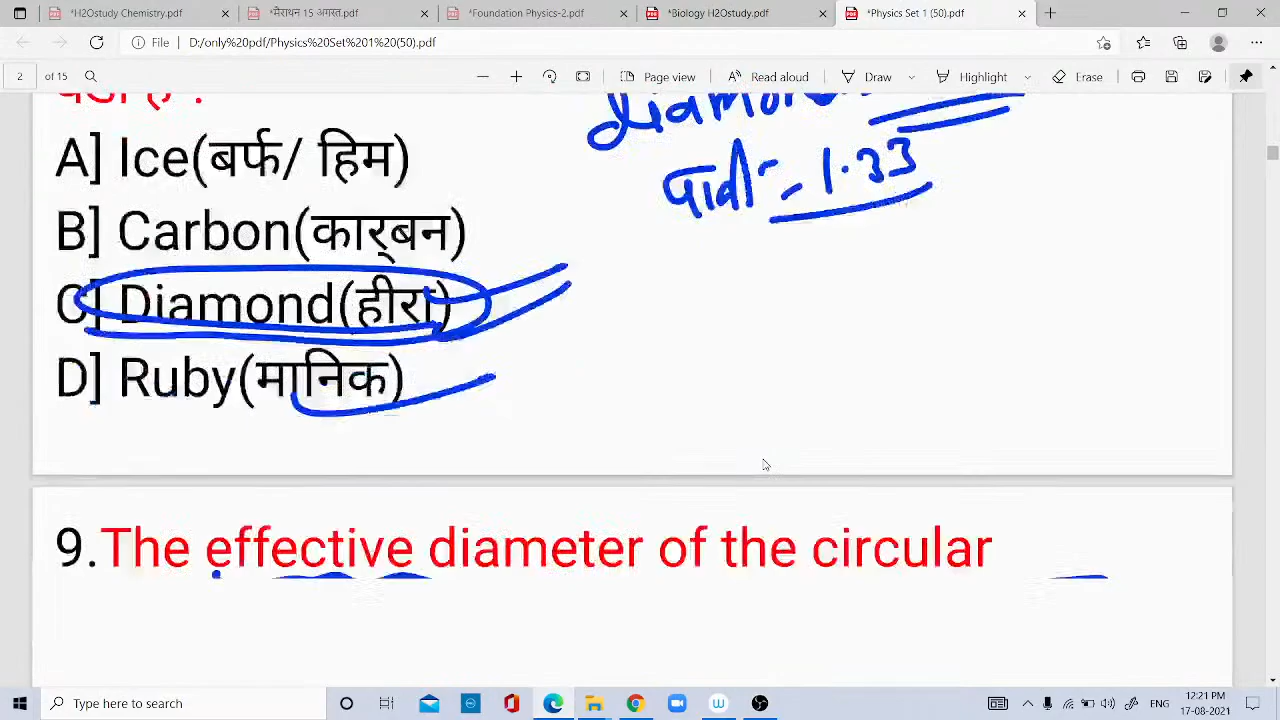 *H2Ostudy Chemistry.pdf
*मैराथन 15 अगस्त.pdf
*Foundation Physics-2.pdf
*Biology H2Ostudy.pdf
*Physics Set 1 (50).pdf
File
D:/only%20pdf/Physics%20Set%201%20(50).pdf
2 of 15
Page view
Read aloud
Draw
Highlight
Erase
diamond
पानी = 1.33
A] Ice(बर्फ/ हिम)
B] Carbon(कार्बन)
C] Diamond(हीरा)
D] Ruby(मानिक)
9.The effective diameter of the circular
Type here to search
ENG
12:21 PM
17-08-2021